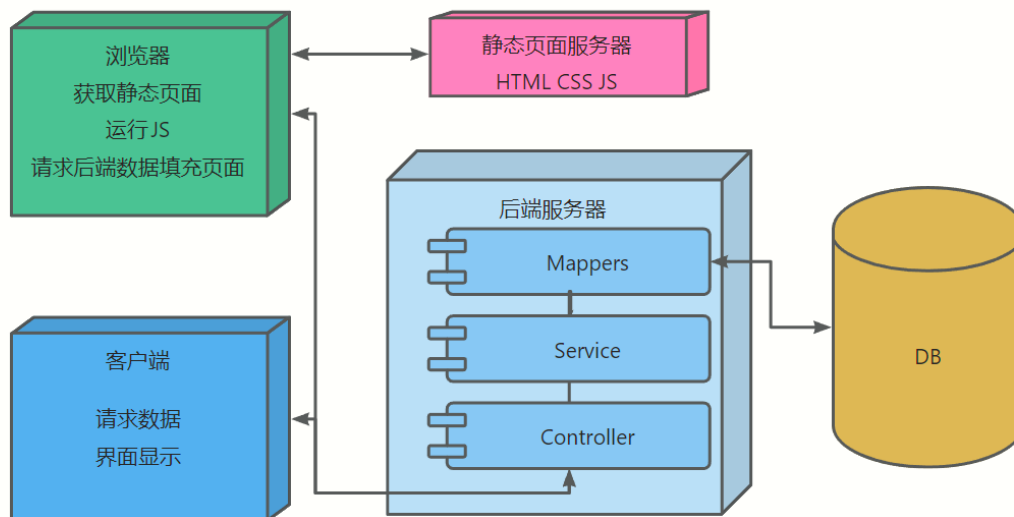 浏览器
获取静态页面
运行JS
请求后端数据填充页面
静态页面服务器
HTML CSS JS
后端服务器
Mappers
Service
Controller
DB
客户端
请求数据
界面显示